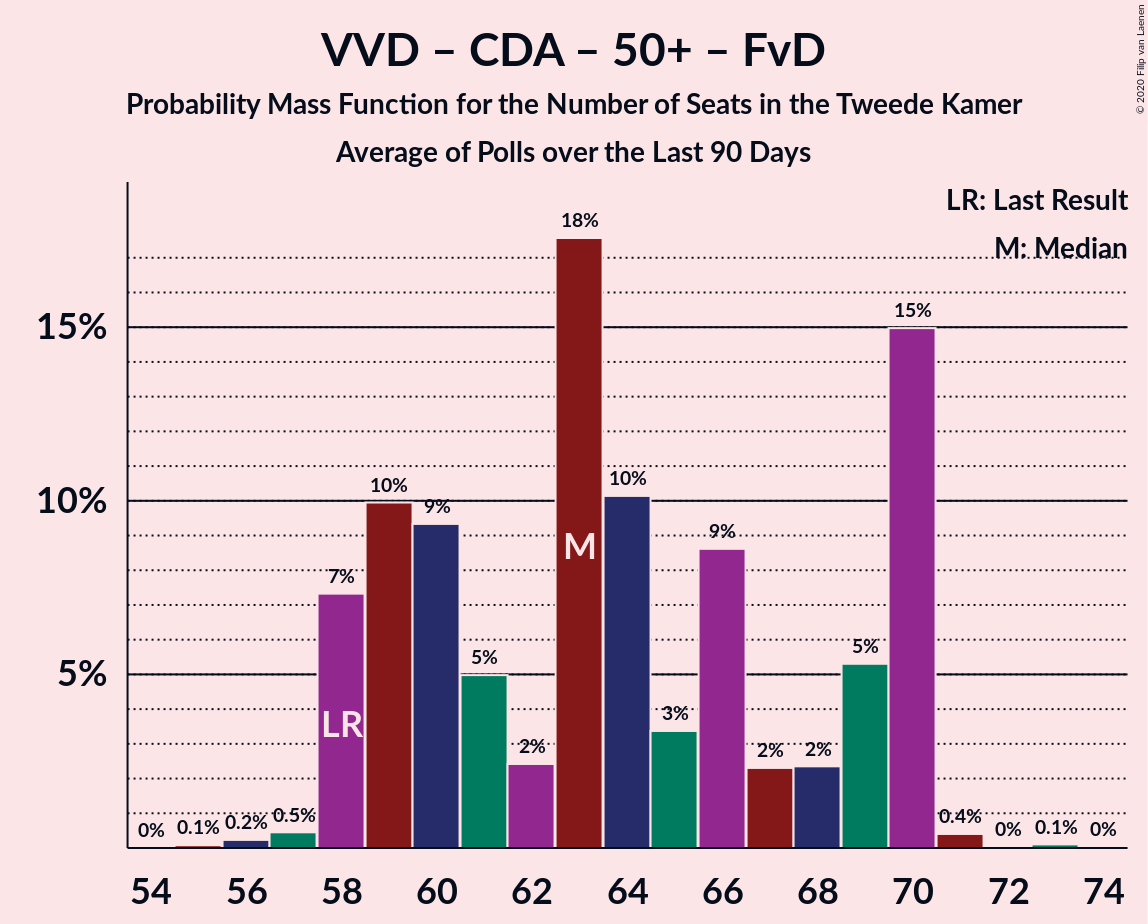 VVD – CDA – 50+ – FvD
Probability Mass Function for the Number of Seats in the Tweede Kamer
Average of Polls over the Last 90 Days
© 2020 Filip van Laenen
LR: Last Result
M: Median
15%
10%
5%
0%
0.1%
0.2%
0.5%
7%
10%
9%
5%
2%
18%
10%
3%
9%
2%
2%
5%
15%
0.4%
0%
0.1%
0%
LR
M
54 56 58 60 62 64 66 68 70 72 74